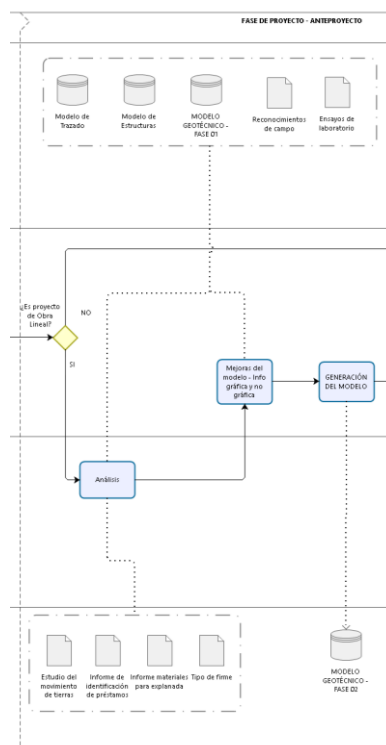 FASE DE PROYECTO - ANTEPROYECTO
Modelo de
Trazado
Modelo de
Estructuras
MODELO
GEOTÉCNICO -
FASE 01
Reconocimientos
de campo
Ensayos de
laboratorio
¿Es proyecto
de Obra
Lineal?
NO
SI
Mejoras del
modelo - Info
gráfica y no
gráfica
GENERACIÓN
DEL MODELO
Análisis
Estudio del
movimiento
de tierras
Informe de
identificación
de préstamos
Informe materiales
para explanada
Tipo de firme
MODELO
GEOTÉCNICO -
FASE 02